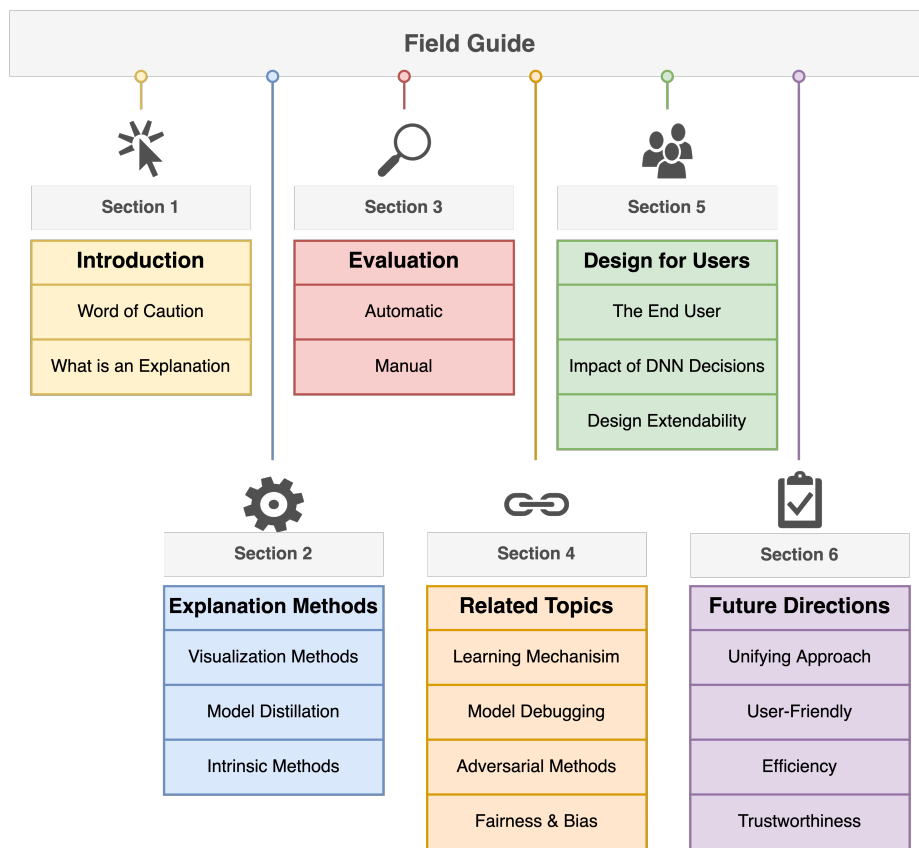 Field Guide
Section 1
Introduction
Word of Caution
What is an Explanation
Section 2
Explanation Methods
Visualization Methods
Model Distillation
Intrinsic Methods
Section 3
Evaluation
Automatic
Manual
Section 4
Related Topics
Learning Mechanisim
Model Debugging
Adversarial Methods
Fairness & Bias
Section 5
Design for Users
The End User
Impact of DNN Decisions
Design Extendability
Section 6
Future Directions
Unifying Approach
User-Friendly
Efficiency
Trustworthiness